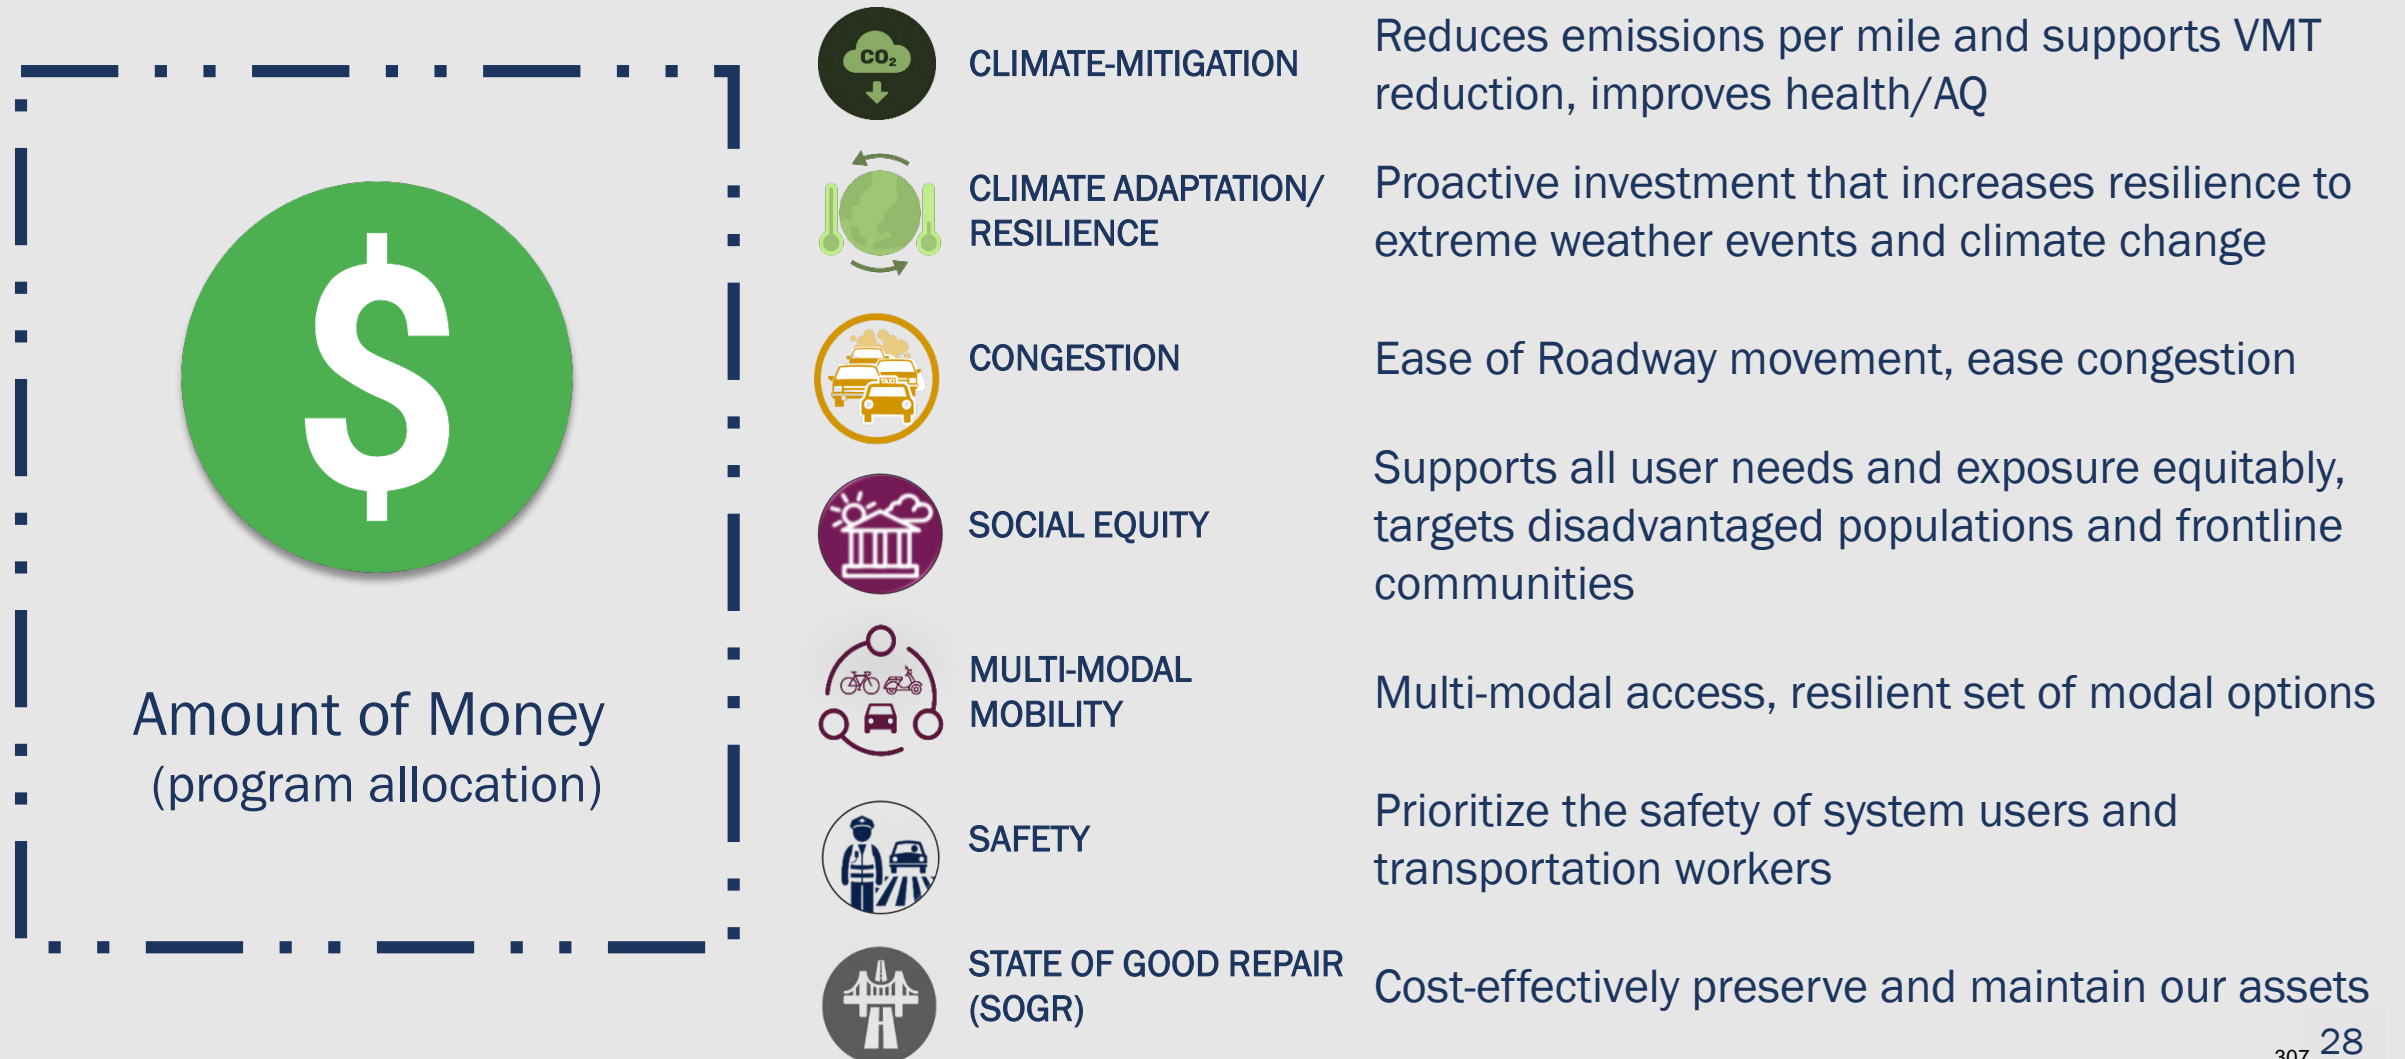 Amount of Money
(program allocation)
CO₂
CLIMATE-MITIGATION
Reduces emissions per mile and supports VMT
reduction, improves health/AQ
CLIMATE ADAPTATION/
RESILIENCE
Proactive investment that increases resilience to
extreme weather events and climate change
TAXI
CONGESTION
Ease of Roadway movement, ease congestion
SOCIAL EQUITY
Supports all user needs and exposure equitably,
targets disadvantaged populations and frontline
communities
MULTI-MODAL
MOBILITY
Multi-modal access, resilient set of modal options
SAFETY
Prioritize the safety of system users and
transportation workers
STATE OF GOOD REPAIR
(SOGR)
Cost-effectively preserve and maintain our assets
307
28